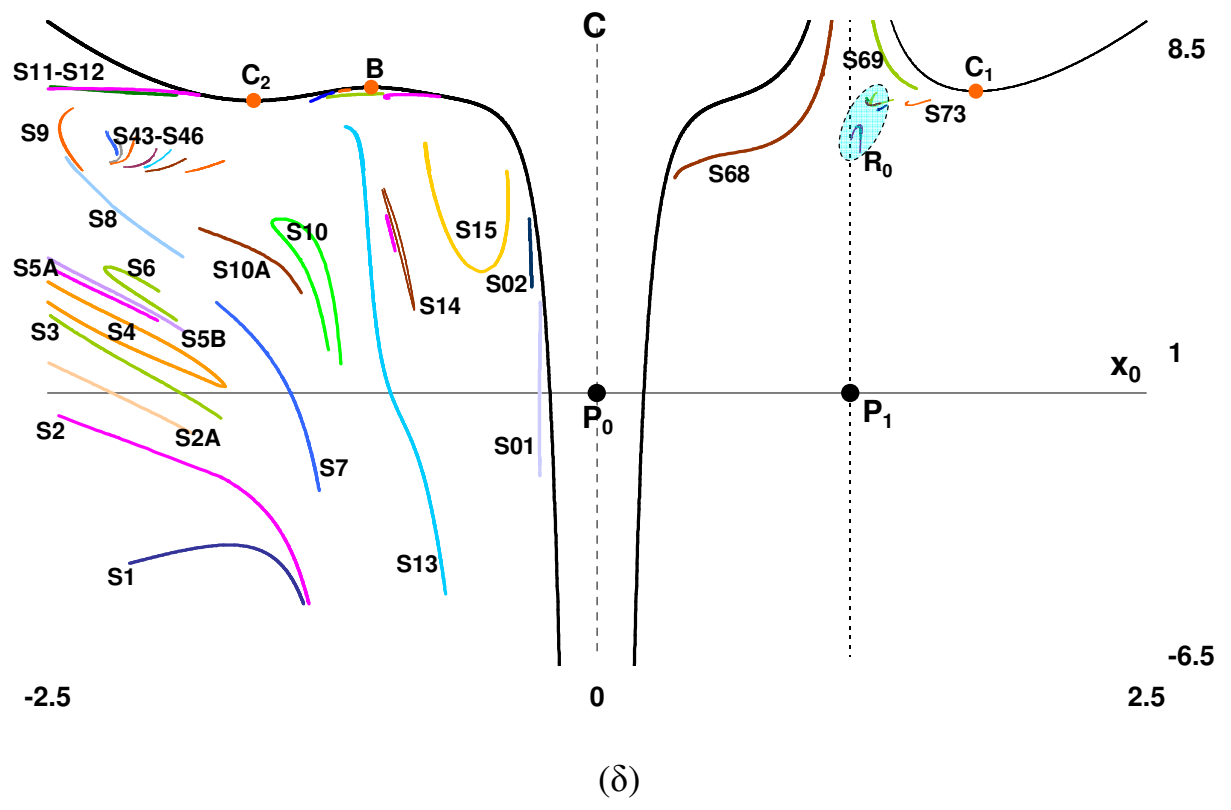 C
8.5
S11-S12
C₂
B
S69
C₁
S9
S43-S46
S73
R₀
S68
S8
S10
S15
S5A
S6
S10A
S02
S14
S3
S4
S5B
1
x₀
P₀
P₁
S2
S2A
S01
S7
S13
S1
-6.5
-2.5
0
2.5
(δ)